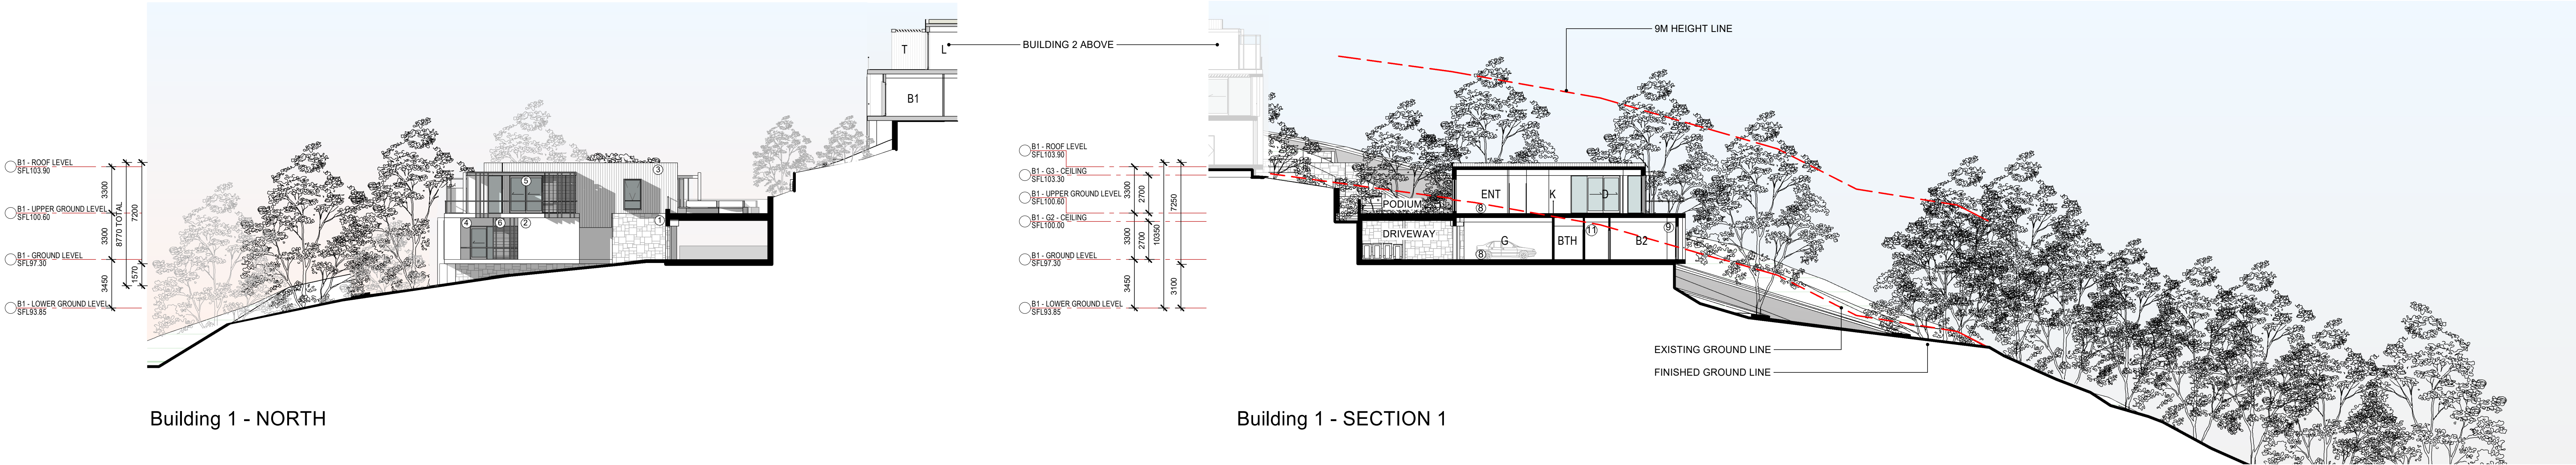 B1 - ROOF LEVEL
SFL103.90
B1 - UPPER GROUND LEVEL
SFL100.60
B1 - GROUND LEVEL
SFL97.30
B1 - LOWER GROUND LEVEL
SFL93.85
3300
3300
3450
8770 TOTAL
7200
1570
5
3
4
6
2
1
T
L
B1
BUILDING 2 ABOVE
Building 1 - NORTH
B1 - ROOF LEVEL
SFL103.90
B1 - G3 - CEILING
SFL103.30
B1 - UPPER GROUND LEVEL
SFL100.60
B1 - G2 - CEILING
SFL100.00
B1 - GROUND LEVEL
SFL97.30
B1 - LOWER GROUND LEVEL
SFL93.85
3300
3300
3450
2700
2700
10350
7250
3100
9M HEIGHT LINE
PODIUM
DRIVEWAY
ENT
K
D
8
G
8
BTH
11
B2
9
EXISTING GROUND LINE
FINISHED GROUND LINE
Building 1 - SECTION 1